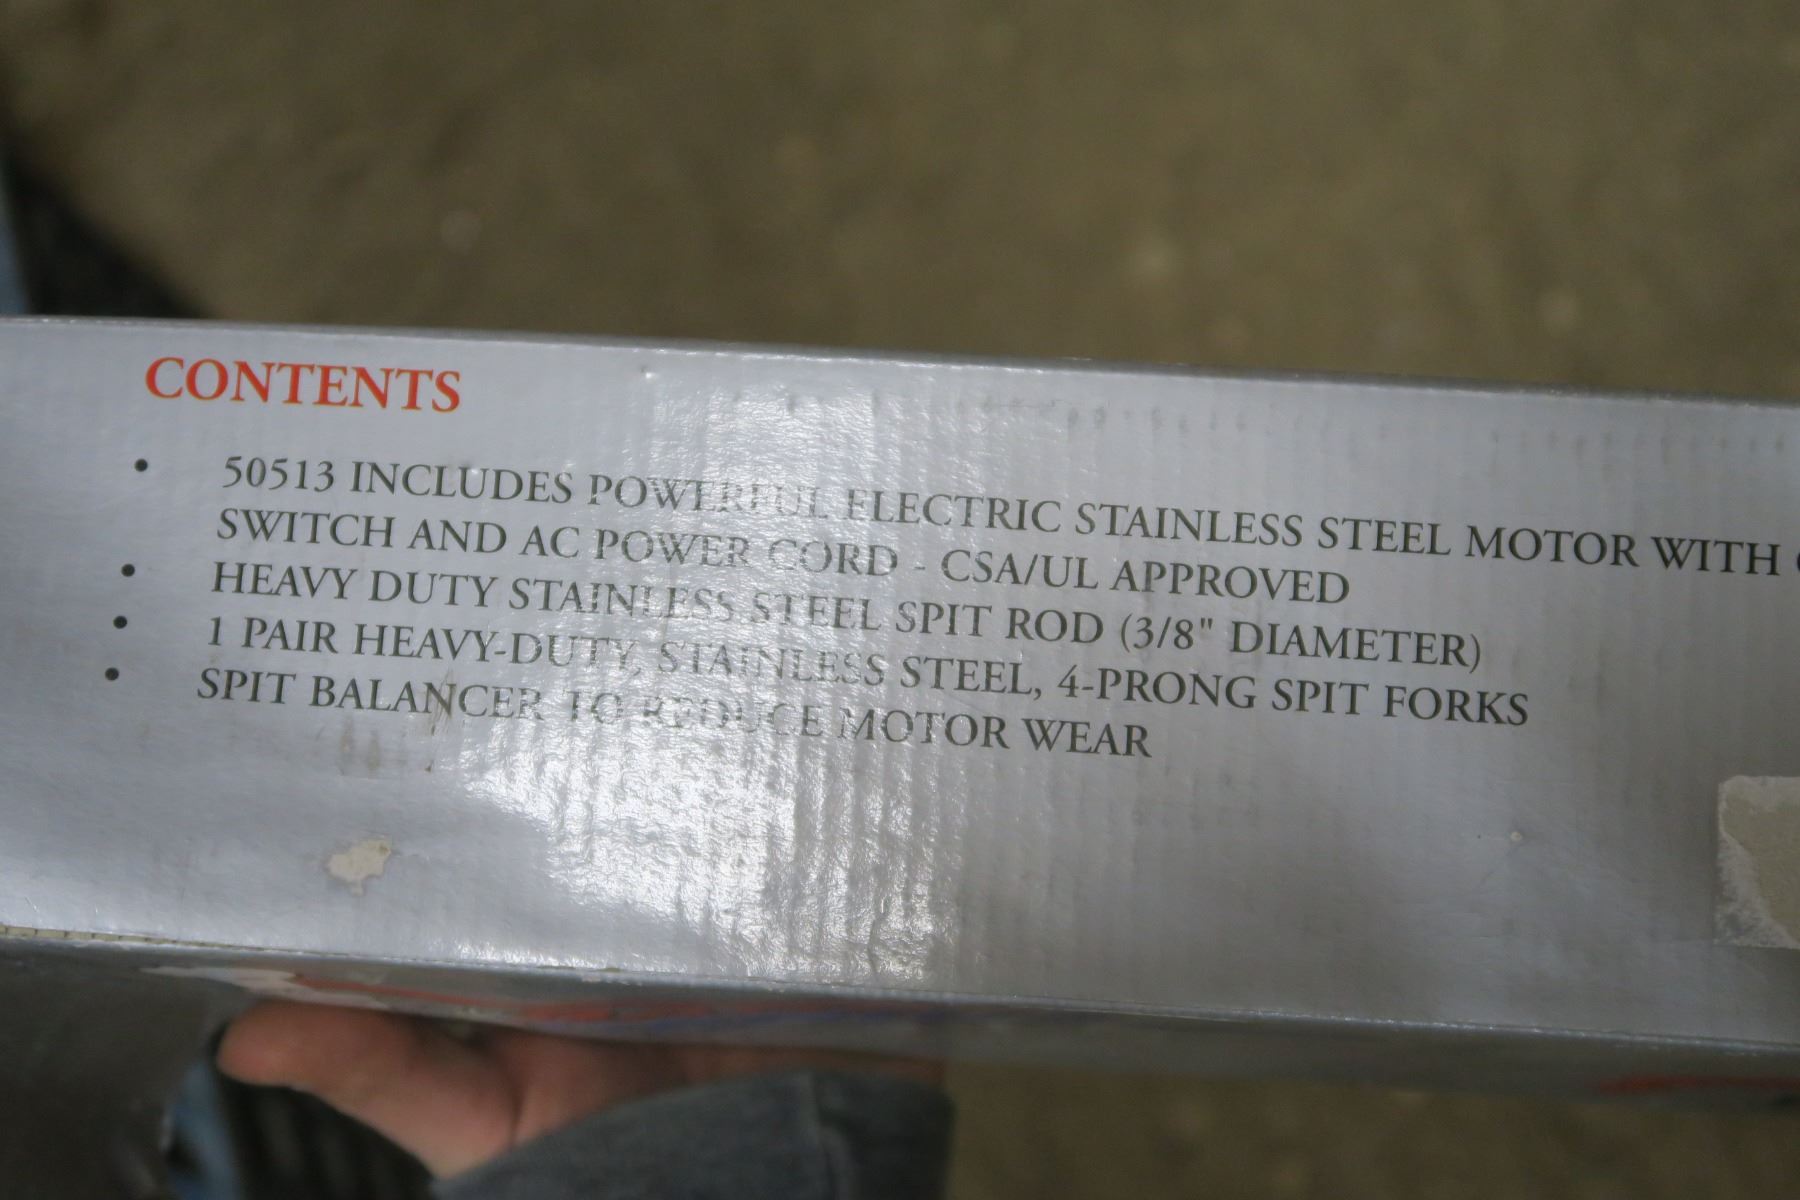 CONTENTS
• 50513 INCLUDES POWERFUL ELECTRIC STAINLESS STEEL MOTOR WITH
SWITCH AND AC POWER CORD - CSA/UL APPROVED
• HEAVY DUTY STAINLESS STEEL SPIT ROD (3/8" DIAMETER)
• 1 PAIR HEAVY-DUTY, STAINLESS STEEL, 4-PRONG SPIT FORKS
• SPIT BALANCER TO REDUCE MOTOR WEAR